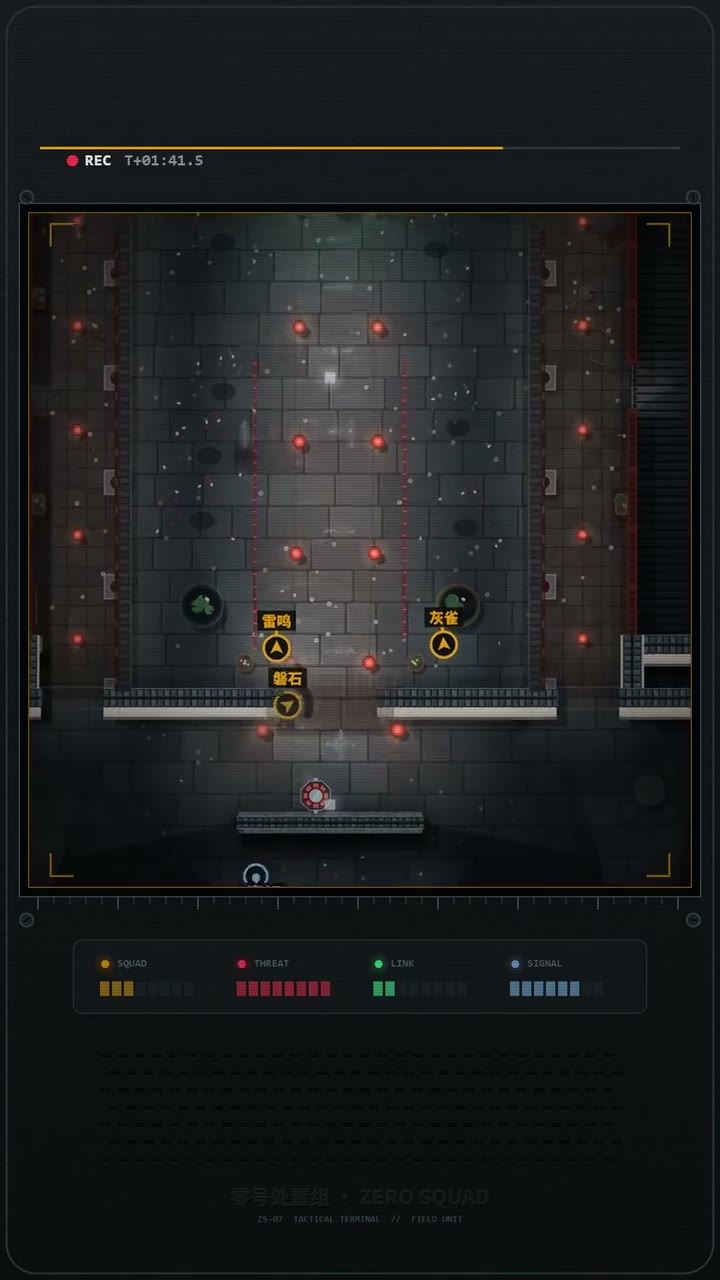 REC T+01:41.5
雷鸣
灰雀
磐石
SQUAD THREAT LINK SIGNAL
零号处置组 · ZERO SQUAD
ZS-07 TACTICAL TERMINAL // FIELD UNIT